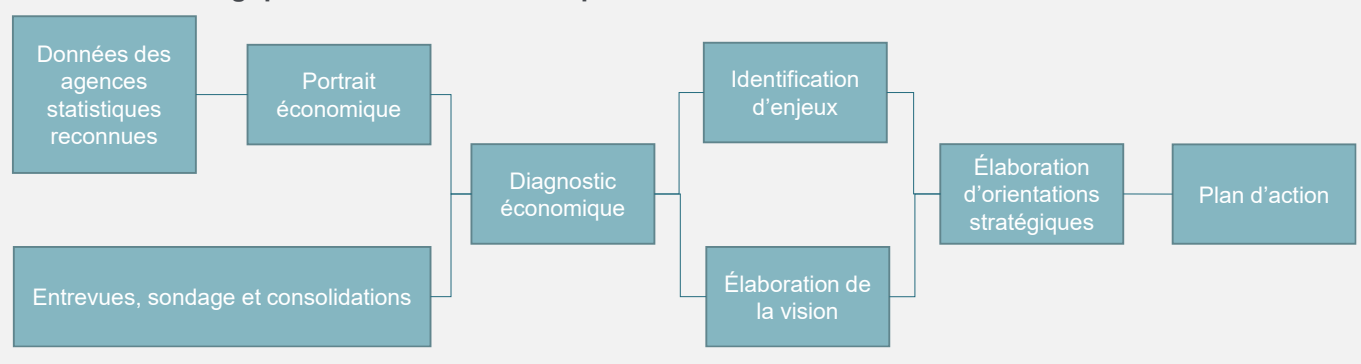 Données des
agences
statistiques
reconnues
Portrait
économique
Entrevues, sondage et consolidations
Diagnostic
économique
Identification
d’enjeux
Élaboration de
la vision
Élaboration
d’orientations
stratégiques
Plan d’action